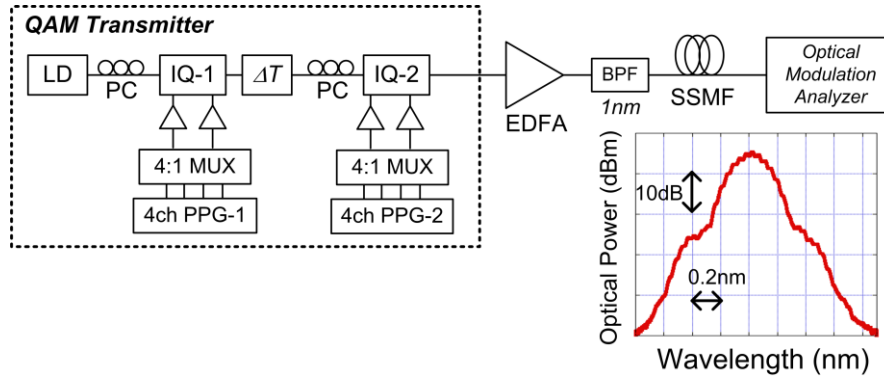 QAM Transmitter
LD
PC
IQ-1
ΔT
PC
IQ-2
4:1 MUX
4ch PPG-1
4:1 MUX
4ch PPG-2
EDFA
BPF
1nm
SSMF
Optical
Modulation
Analyzer
Optical Power (dBm)
10dB
0.2nm
Wavelength (nm)